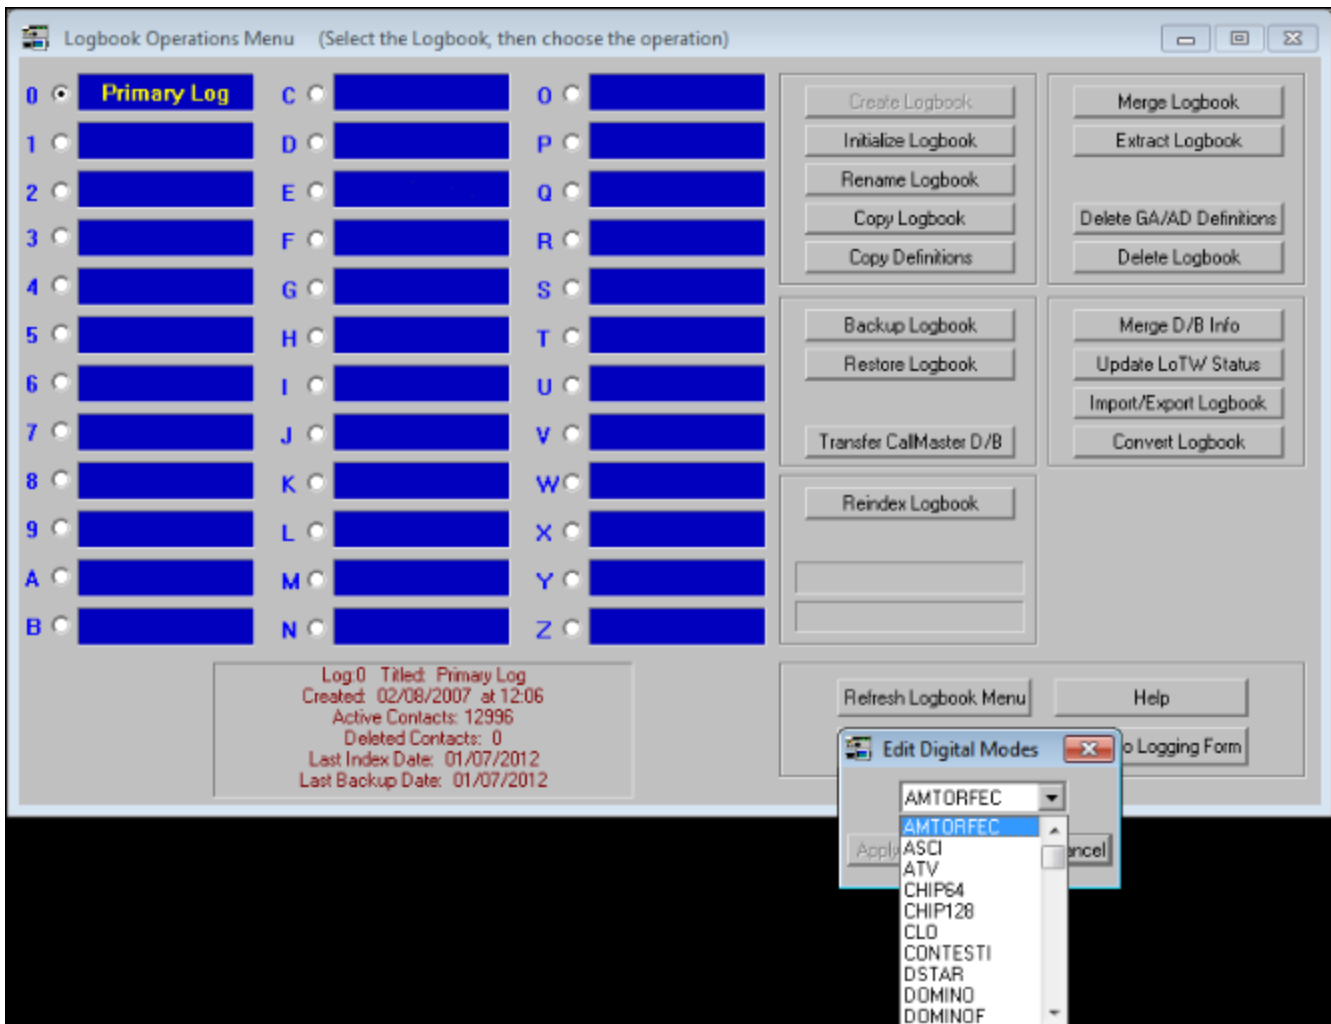 Logbook Operations Menu (Select the Logbook, then choose the operation)
0 Primary Log C O
1 D P
2 E Q
3 F R
4 G S
5 H T
6 I U
7 J V
8 K W
9 L X
A M Y
B N Z
Create Logbook
Initialize Logbook
Rename Logbook
Copy Logbook
Copy Definitions
Merge Logbook
Extract Logbook
Delete GA/AD Definitions
Delete Logbook
Backup Logbook
Restore Logbook
Transfer CallMaster D/B
Merge D/B Info
Update LoTW Status
Import/Export Logbook
Convert Logbook
Reindex Logbook
Log:0 Titled: Primary Log
Created: 02/08/2007 at 12:06
Active Contacts: 12996
Deleted Contacts: 0
Last Index Date: 01/07/2012
Last Backup Date: 01/07/2012
Refresh Logbook Menu Help
o Logging Form
Edit Digital Modes
AMTORFEC
AMTORFEC
Apply ancel
ASCI
ATV
CHIP64
CHIP128
CLO
CONTESTI
DSTAR
DOMINO
DOMINOF